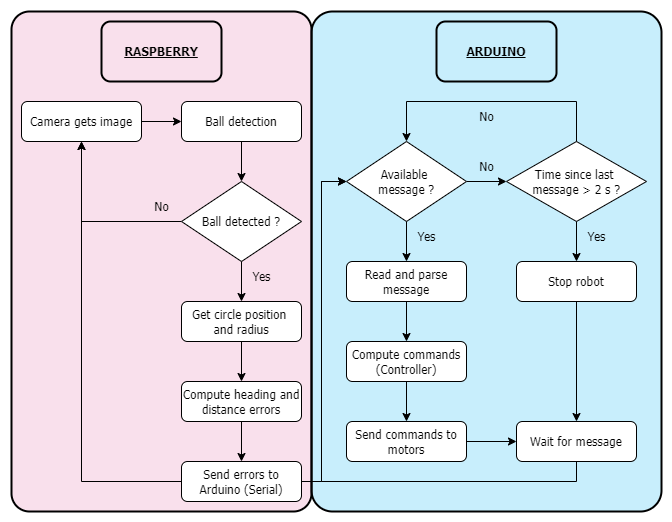 RASPBERRY
Camera gets image
Ball detection
No
Ball detected ?
Yes
Get circle position
and radius
Compute heading and
distance errors
Send errors to
Arduino (Serial)
ARDUINO
No
Available
message ?
No
Time since last
message > 2 s ?
Yes
Yes
Read and parse
message
Stop robot
Compute commands
(Controller)
Send commands to
motors
Wait for message